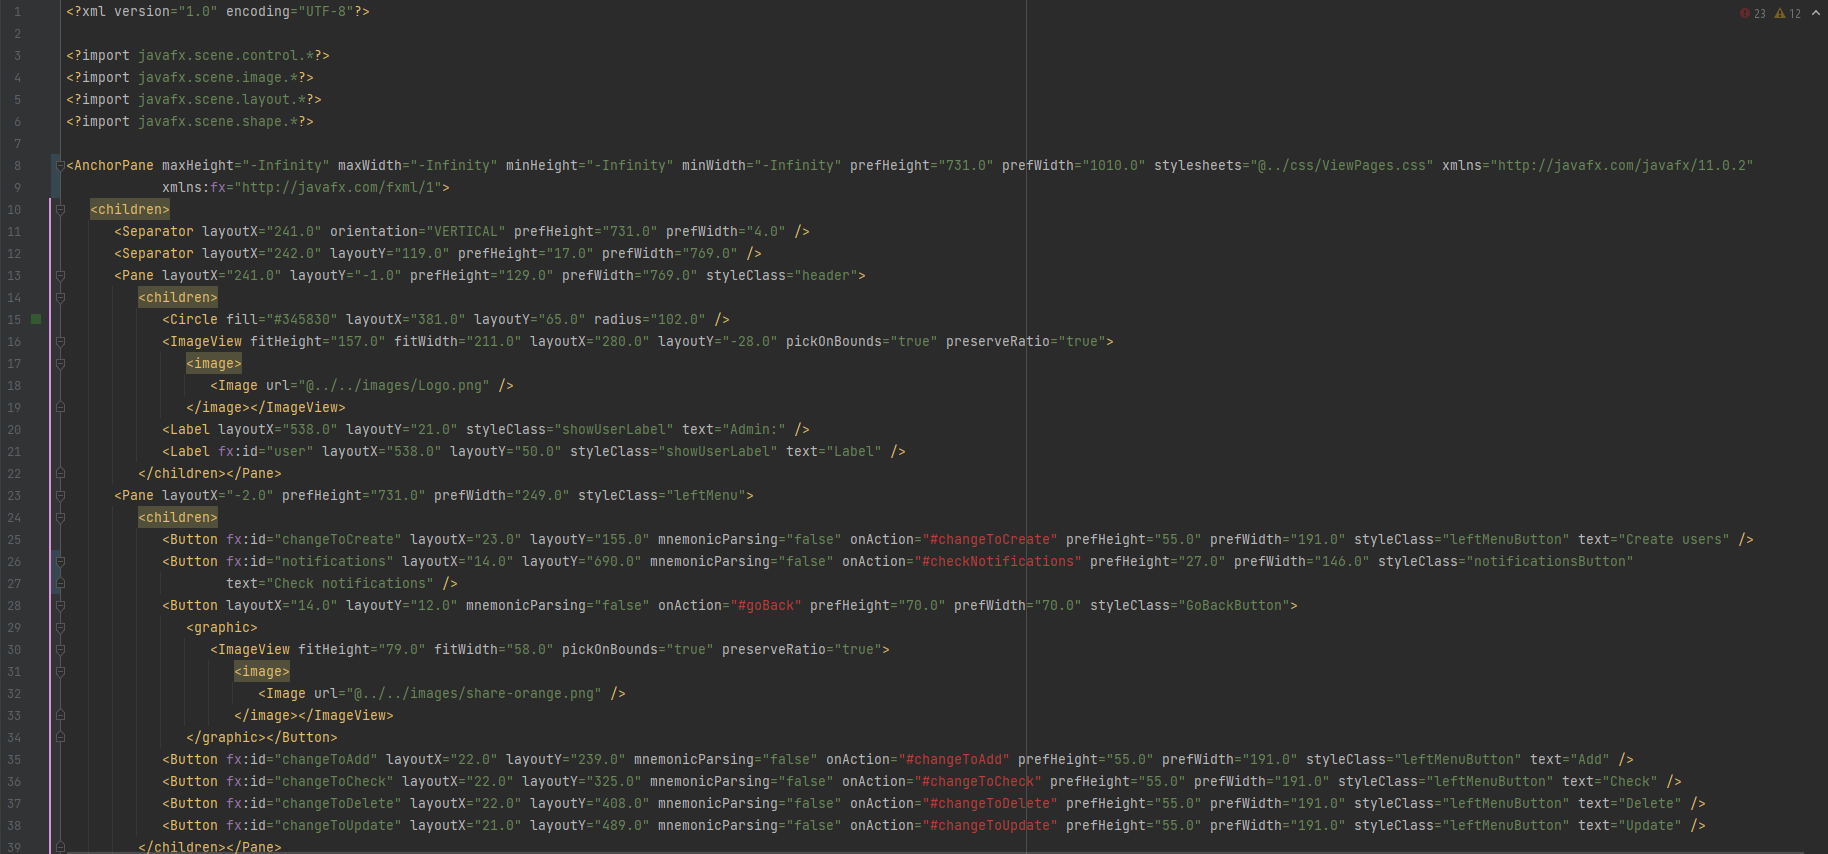 23 12
1 <?xml version="1.0" encoding="UTF-8"?>
2
3 <?import javafx.scene.control.*?>
4 <?import javafx.scene.image.*?>
5 <?import javafx.scene.layout.*?>
6 <?import javafx.scene.shape.*?>
7
8 <AnchorPane maxHeight="-Infinity" maxWidth="-Infinity" minHeight="-Infinity" minWidth="-Infinity" prefHeight="731.0" prefWidth="1010.0" stylesheets="@../css/ViewPages.css" xmlns="http://javafx.com/javafx/11.0.2"
9 xmlns:fx="http://javafx.com/fxml/1">
10 <children>
11 <Separator layoutX="241.0" orientation="VERTICAL" prefHeight="731.0" prefWidth="4.0" />
12 <Separator layoutX="242.0" layoutY="119.0" prefHeight="17.0" prefWidth="769.0" />
13 <Pane layoutX="241.0" layoutY="-1.0" prefHeight="129.0" prefWidth="769.0" styleClass="header">
14 <children>
15 <Circle fill="#345830" layoutX="381.0" layoutY="65.0" radius="102.0" />
16 <ImageView fitHeight="157.0" fitWidth="211.0" layoutX="280.0" layoutY="-28.0" pickOnBounds="true" preserveRatio="true">
17 <image>
18 <Image url="@../../images/Logo.png" />
19 </image></ImageView>
20 <Label layoutX="538.0" layoutY="21.0" styleClass="showUserLabel" text="Admin:" />
21 <Label fx:id="user" layoutX="538.0" layoutY="50.0" styleClass="showUserLabel" text="Label" />
22 </children></Pane>
23 <Pane layoutX="-2.0" prefHeight="731.0" prefWidth="249.0" styleClass="leftMenu">
24 <children>
25 <Button fx:id="changeToCreate" layoutX="23.0" layoutY="155.0" mnemonicParsing="false" onAction="#changeToCreate" prefHeight="55.0" prefWidth="191.0" styleClass="leftMenuButton" text="Create users" />
26 <Button fx:id="notifications" layoutX="14.0" layoutY="690.0" mnemonicParsing="false" onAction="#checkNotifications" prefHeight="27.0" prefWidth="146.0" styleClass="notificationsButton"
27 text="Check notifications" />
28 <Button layoutX="14.0" layoutY="12.0" mnemonicParsing="false" onAction="#goBack" prefHeight="70.0" prefWidth="70.0" styleClass="GoBackButton">
29 <graphic>
30 <ImageView fitHeight="79.0" fitWidth="58.0" pickOnBounds="true" preserveRatio="true">
31 <image>
32 <Image url="@../../images/share-orange.png" />
33 </image></ImageView>
34 </graphic></Button>
35 <Button fx:id="changeToAdd" layoutX="22.0" layoutY="239.0" mnemonicParsing="false" onAction="#changeToAdd" prefHeight="55.0" prefWidth="191.0" styleClass="leftMenuButton" text="Add" />
36 <Button fx:id="changeToCheck" layoutX="22.0" layoutY="325.0" mnemonicParsing="false" onAction="#changeToCheck" prefHeight="55.0" prefWidth="191.0" styleClass="leftMenuButton" text="Check" />
37 <Button fx:id="changeToDelete" layoutX="22.0" layoutY="408.0" mnemonicParsing="false" onAction="#changeToDelete" prefHeight="55.0" prefWidth="191.0" styleClass="leftMenuButton" text="Delete" />
38 <Button fx:id="changeToUpdate" layoutX="21.0" layoutY="489.0" mnemonicParsing="false" onAction="#changeToUpdate" prefHeight="55.0" prefWidth="191.0" styleClass="leftMenuButton" text="Update" />
39 </children></Pane>